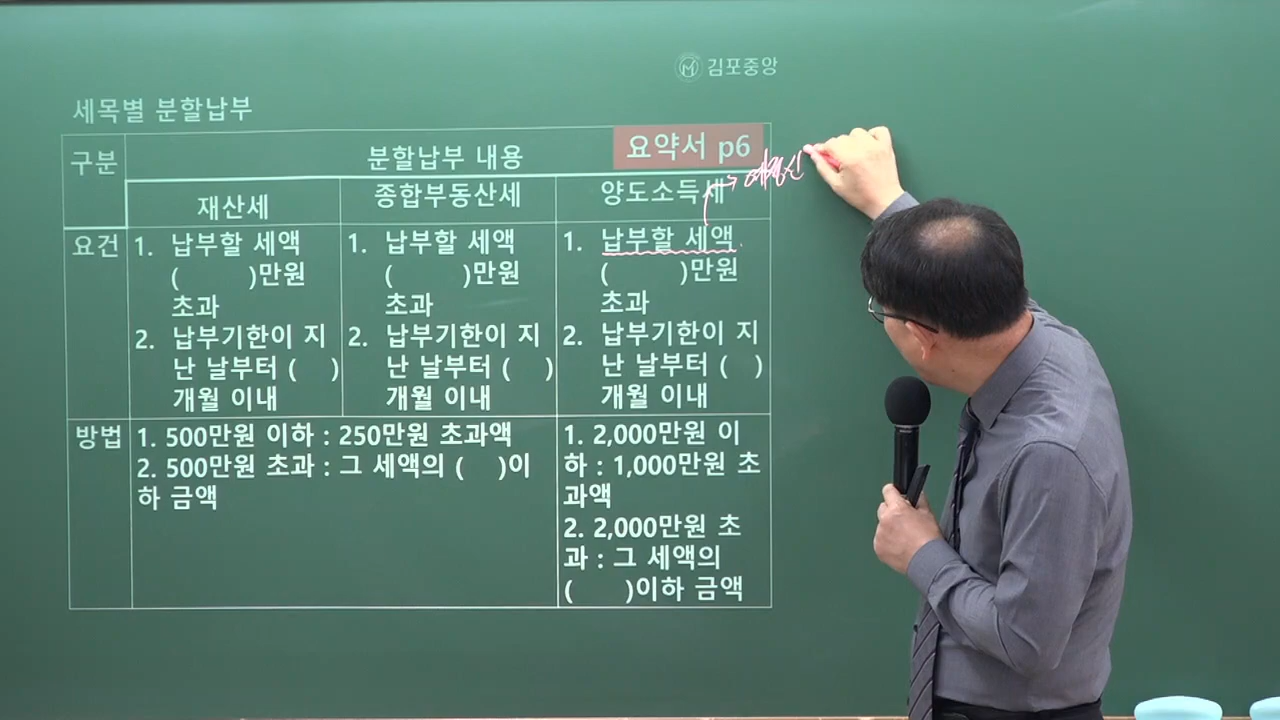 김포중앙
세목별 분할납부
구분
분할납부 내용
요약서 p6
재산세
종합부동산세
양도소득세
→ 예정신
요건
1. 납부할 세액
( )만원
초과
2. 납부기한이 지
난 날부터 ( )
개월 이내
1. 납부할 세액
( )만원
초과
2. 납부기한이 지
난 날부터 ( )
개월 이내
1. 납부할 세액
( )만원
초과
2. 납부기한이 지
난 날부터 ( )
개월 이내
방법
1. 500만원 이하 : 250만원 초과액
2. 500만원 초과 : 그 세액의 ( )이
하 금액
1. 2,000만원 이
하 : 1,000만원 초
과액
2. 2,000만원 초
과 : 그 세액의
( )이하 금액